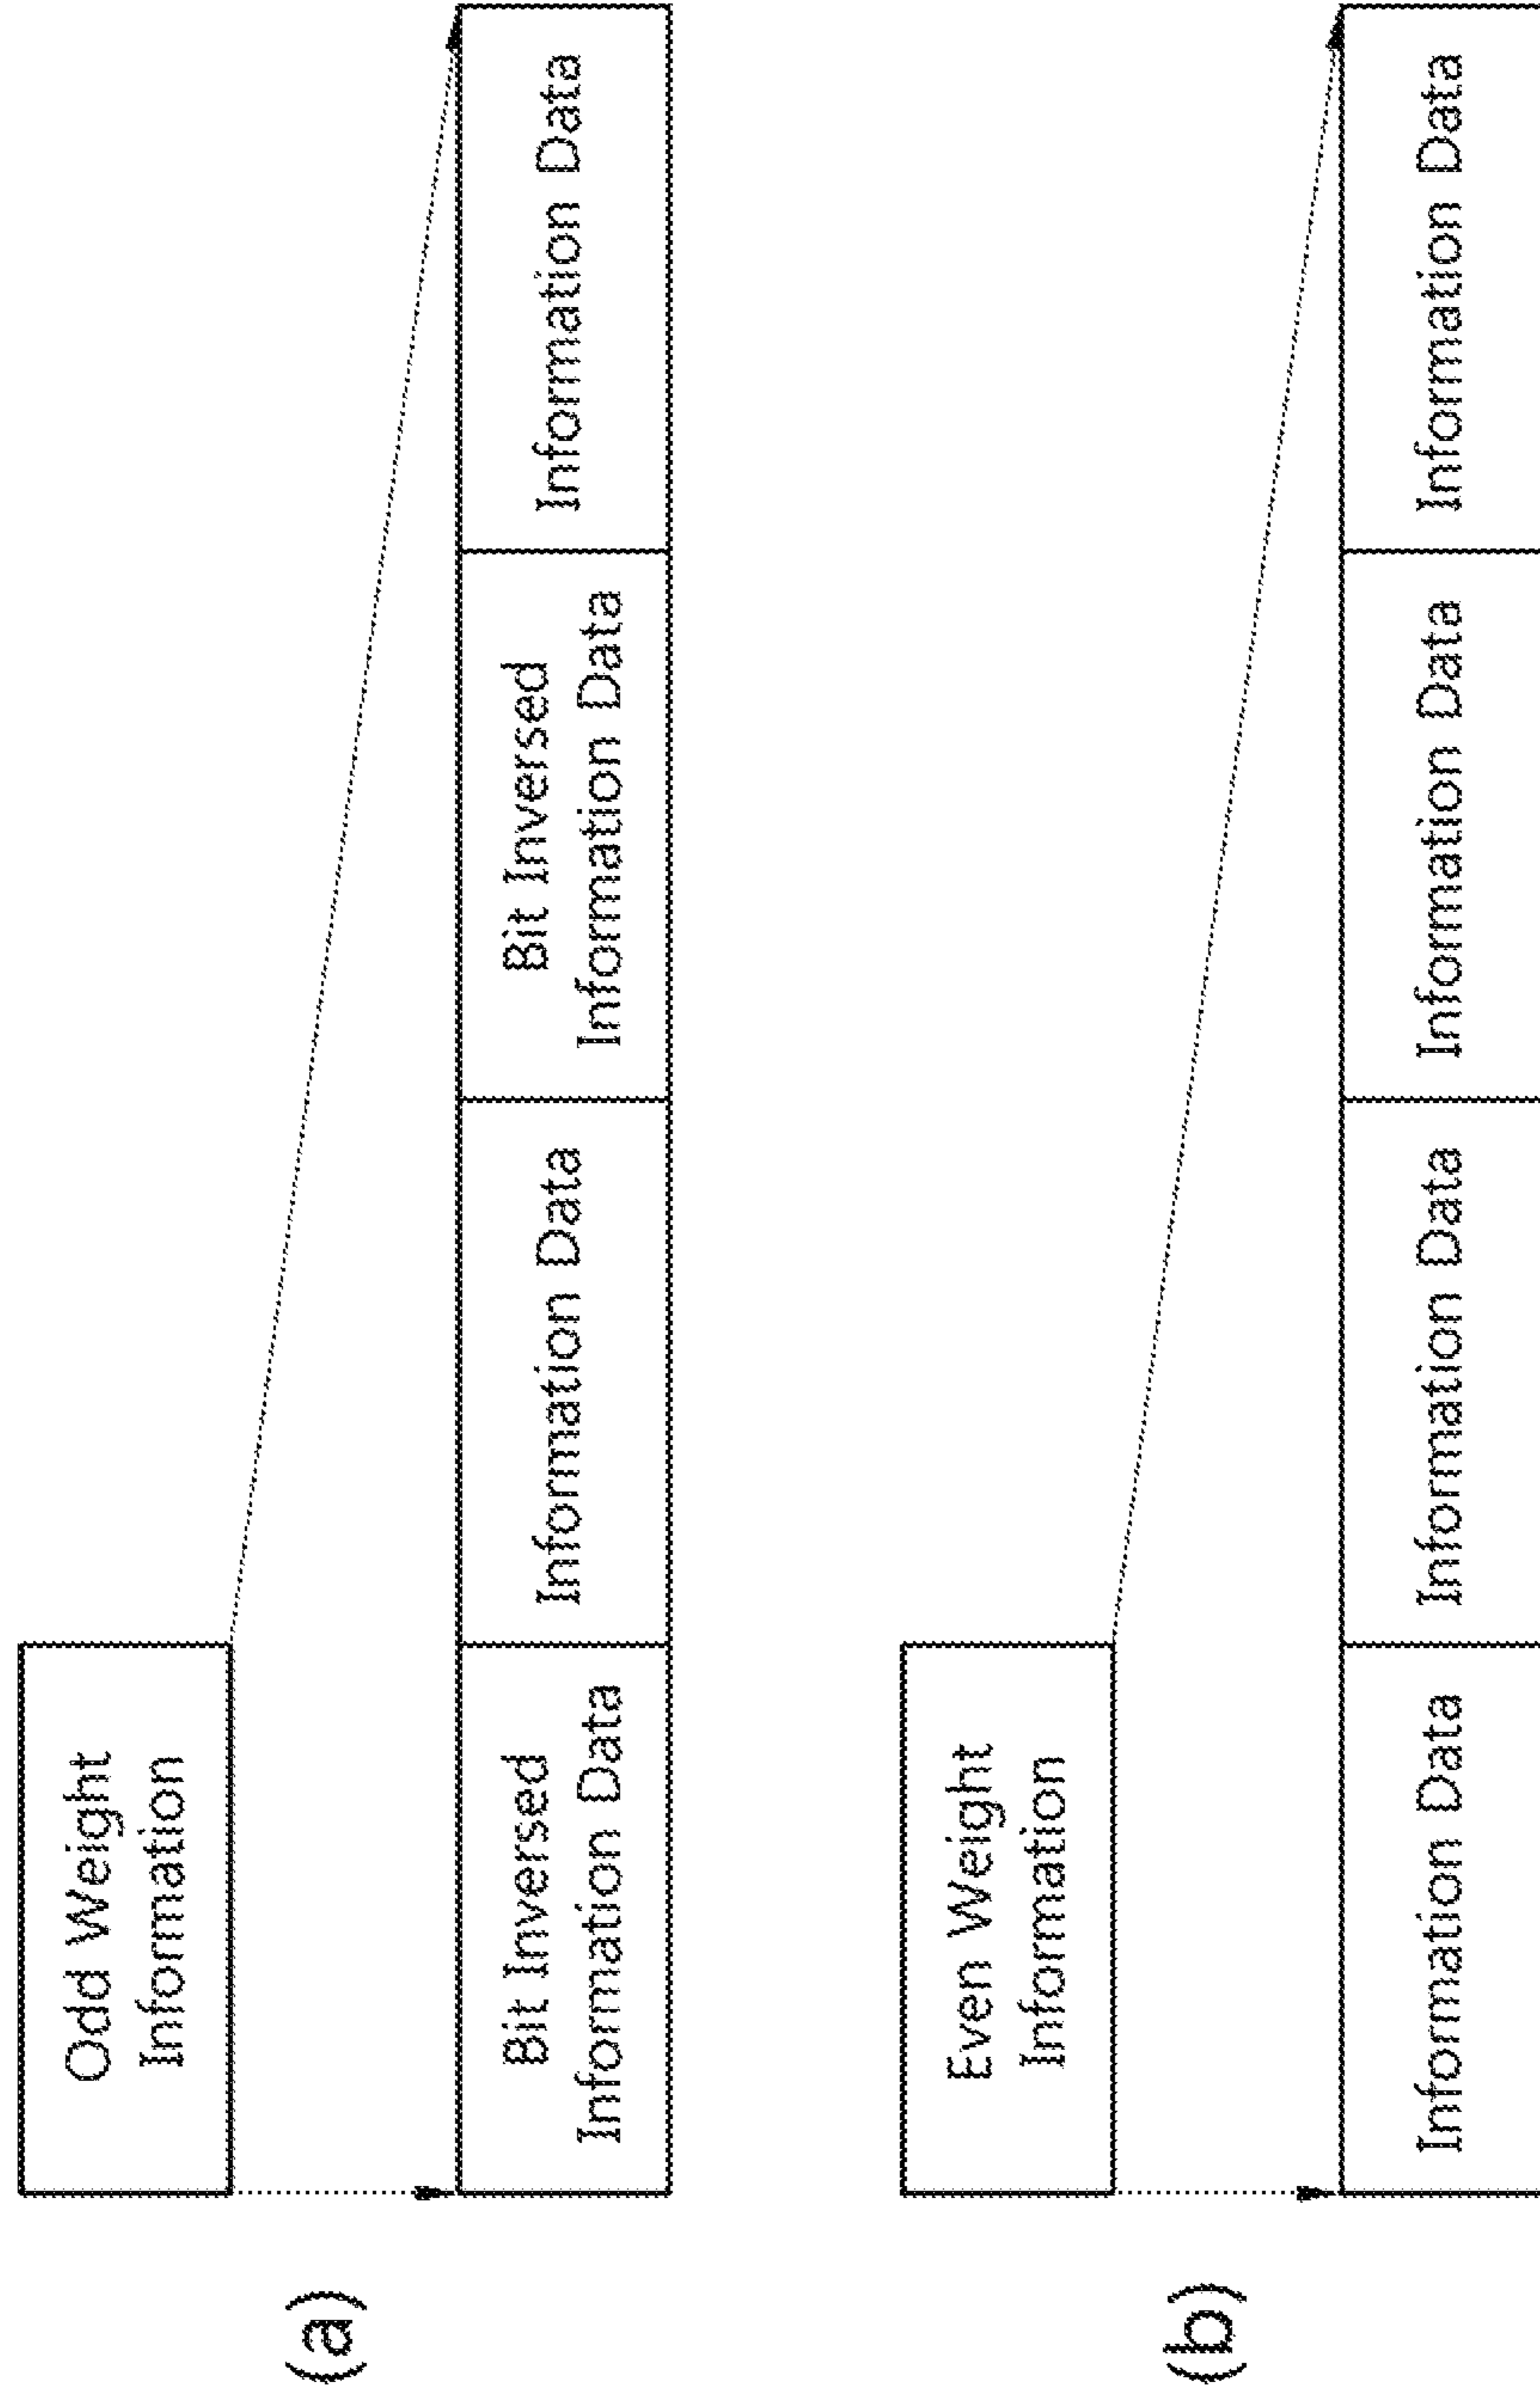 (a)
Odd Weight
Information
Bit Inversed
Information Data
Information Data
Bit Inversed
Information Data
Information Data
(b)
Even Weight
Information
Information Data
Information Data
Information Data
Information Data